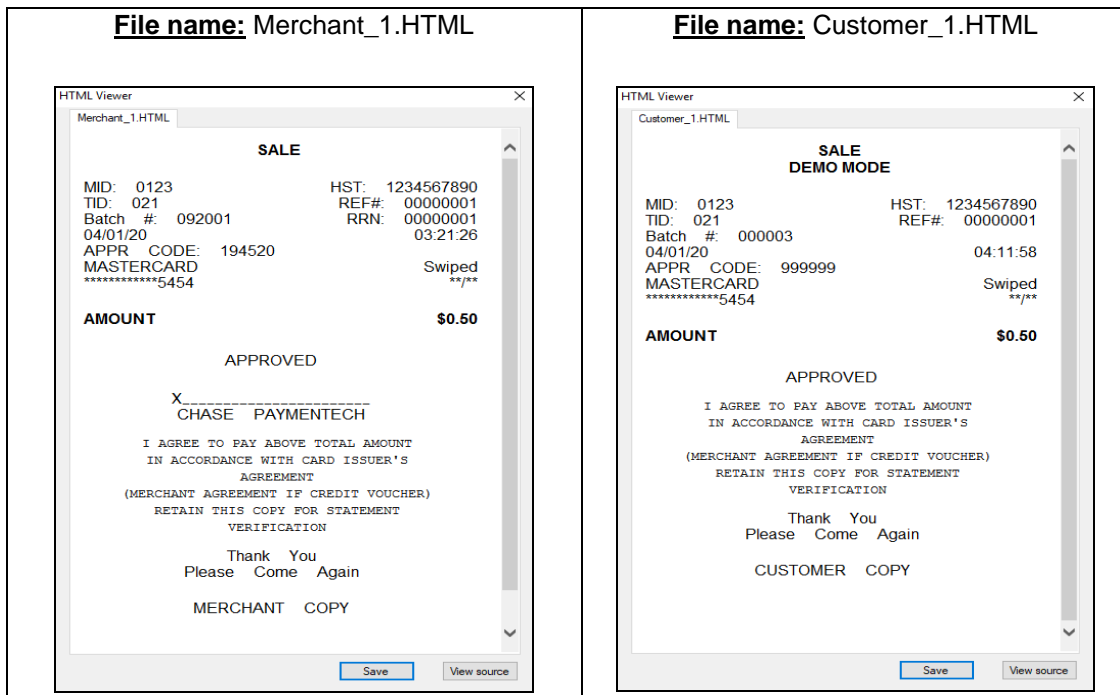 File name: Merchant_1.HTML
HTML Viewer
Merchant_1.HTML
SALE
MID: 0123 HST: 1234567890
TID: 021 REF#: 00000001
Batch #: 092001 RRN: 00000001
04/01/20 03:21:26
APPR CODE: 194520
MASTERCARD Swiped
************5454 **/**
AMOUNT $0.50
APPROVED
X_______________________
CHASE PAYMENTECH
I AGREE TO PAY ABOVE TOTAL AMOUNT
IN ACCORDANCE WITH CARD ISSUER'S
AGREEMENT
(MERCHANT AGREEMENT IF CREDIT VOUCHER)
RETAIN THIS COPY FOR STATEMENT
VERIFICATION
Thank You
Please Come Again
MERCHANT COPY
Save View source
File name: Customer_1.HTML
HTML Viewer
Customer_1.HTML
SALE
DEMO MODE
MID: 0123 HST: 1234567890
TID: 021 REF#: 00000001
Batch #: 000003
04/01/20 04:11:58
APPR CODE: 999999
MASTERCARD Swiped
************5454 **/**
AMOUNT $0.50
APPROVED
I AGREE TO PAY ABOVE TOTAL AMOUNT
IN ACCORDANCE WITH CARD ISSUER'S
AGREEMENT
(MERCHANT AGREEMENT IF CREDIT VOUCHER)
RETAIN THIS COPY FOR STATEMENT
VERIFICATION
Thank You
Please Come Again
CUSTOMER COPY
Save View source